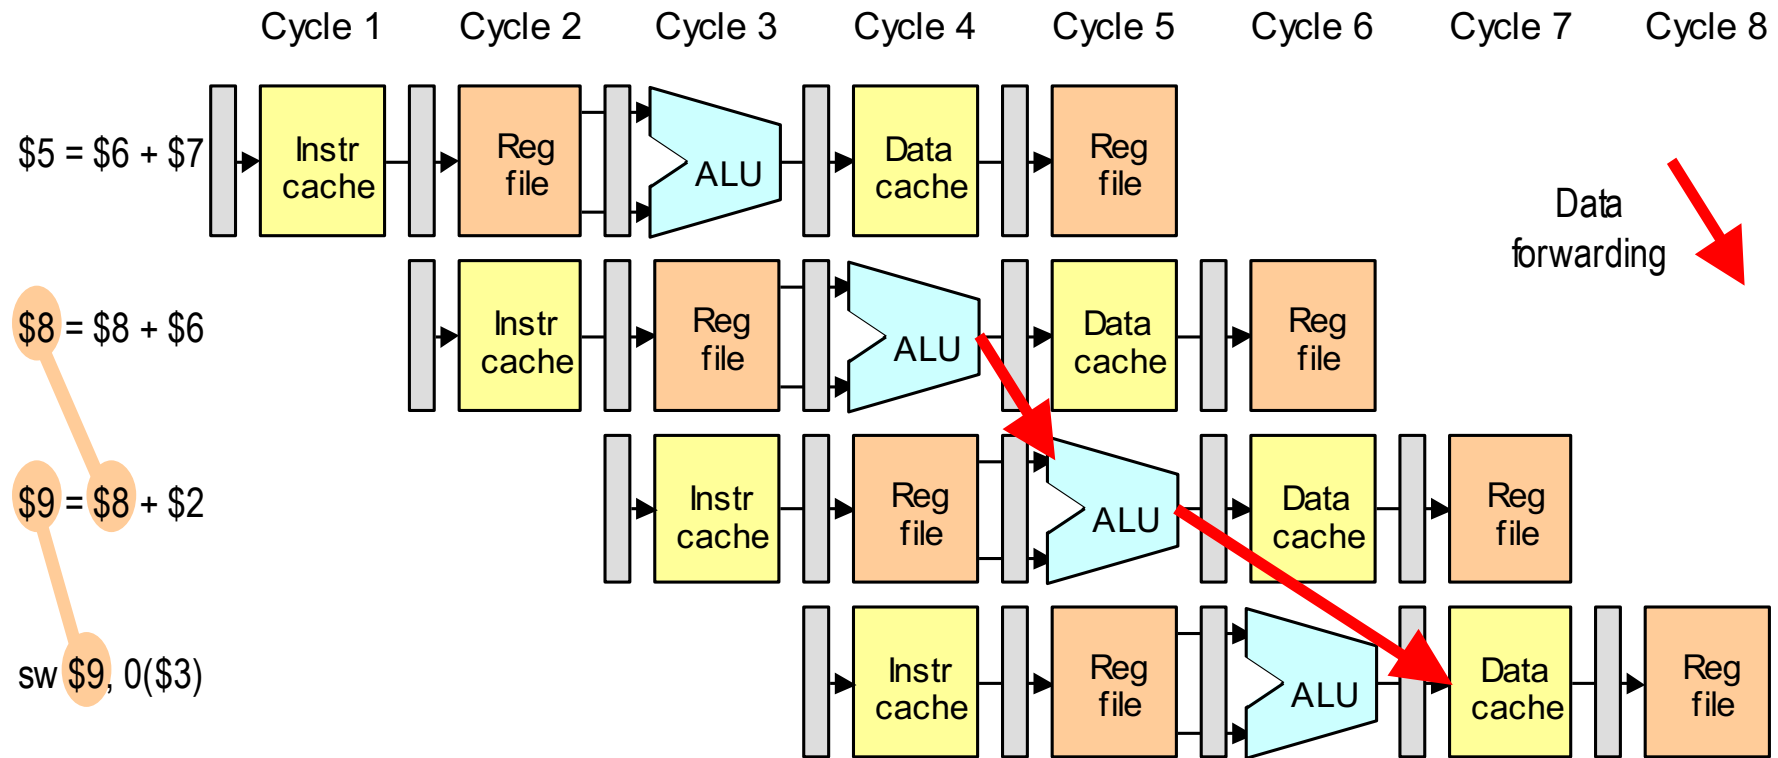 Cycle 1 Cycle 2 Cycle 3 Cycle 4 Cycle 5 Cycle 6 Cycle 7 Cycle 8
$5 = $6 + $7
Instr
cache
Reg
file
ALU
Data
cache
Reg
file
Data
forwarding
$8 = $8 + $6
Instr
cache
Reg
file
ALU
Data
cache
Reg
file
$9 = $8 + $2
Instr
cache
Reg
file
ALU
Data
cache
Reg
file
sw $9, 0($3)
Instr
cache
Reg
file
ALU
Data
cache
Reg
file